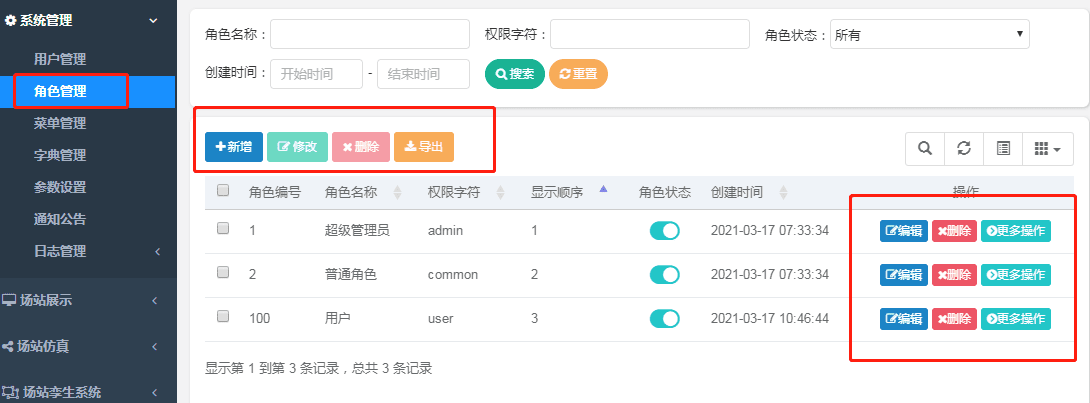 系统管理
用户管理
角色管理
菜单管理
字典管理
参数设置
通知公告
日志管理
场站展示
场站仿真
场站孪生系统
角色名称： 权限字符： 角色状态： 所有
创建时间： 开始时间 - 结束时间 搜索 重置
新增 修改 删除 导出
角色编号 角色名称 权限字符 显示顺序 角色状态 创建时间 操作
1 超级管理员 admin 1 2021-03-17 07:33:34 编辑 删除 更多操作
2 普通角色 common 2 2021-03-17 07:33:34 编辑 删除 更多操作
100 用户 user 3 2021-03-17 10:46:44 编辑 删除 更多操作
显示第 1 到第 3 条记录，总共 3 条记录